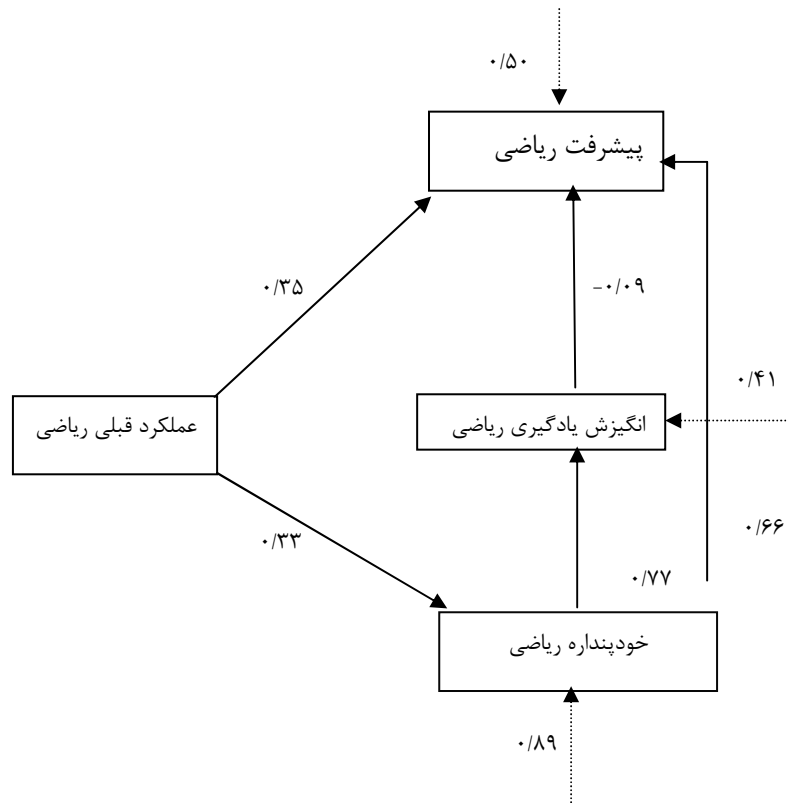 ۰/۵۰
پیشرفت ریاضی
۰/۳۵
-۰/۰۹
۰/۴۱
عملکرد قبلی ریاضی
انگیزش یادگیری ریاضی
۰/۳۳
۰/۶۶
۰/۷۷
خودپنداره ریاضی
۰/۸۹